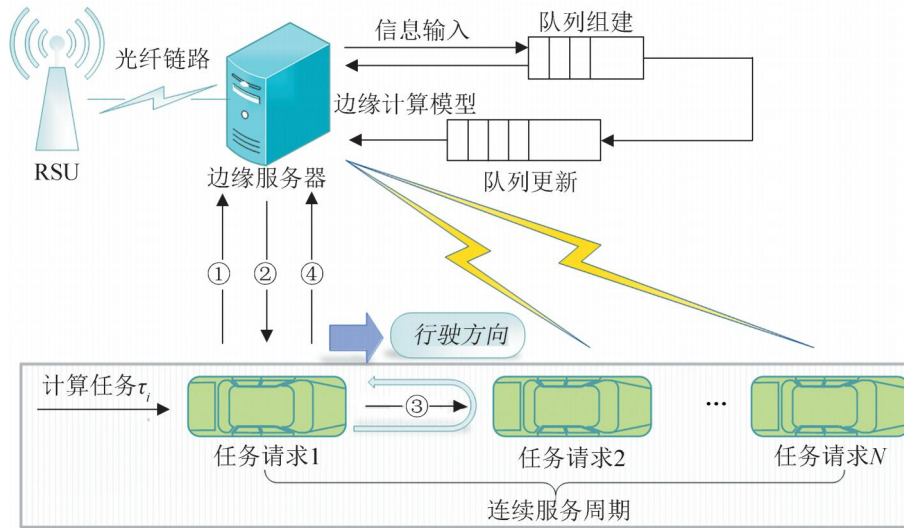 信息输入
队列组建
光纤链路
边缘计算模型
RSU
边缘服务器
队列更新
① ② ④
行驶方向
计算任务τi
③
...
任务请求1
任务请求2
任务请求N
连续服务周期